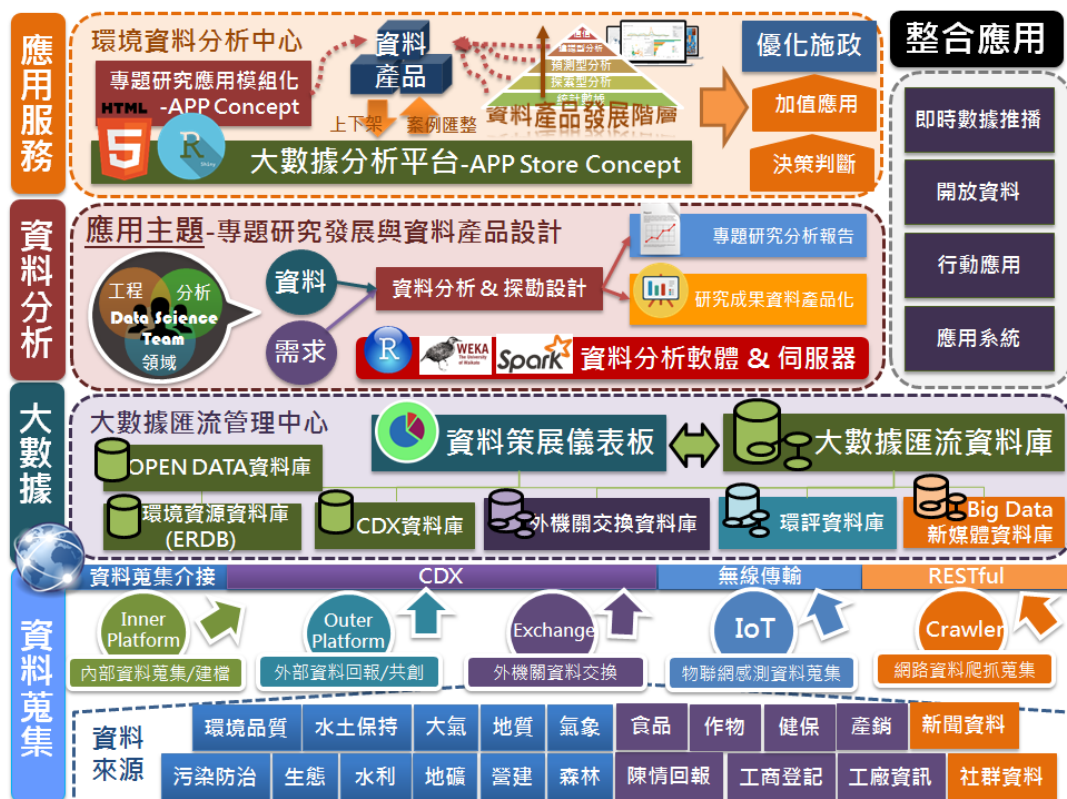 應用服務
環境資料分析中心
專題研究應用模組化
-APP Concept
HTML
5
R
Shiny
資料
產品
上下架
案例匯整
循環型分析
預測型分析
探索型分析
統計數據
資料產品發展階層
大數據分析平台-APP Store Concept
優化施政
加值應用
決策判斷
整合應用
即時數據推播
開放資料
行動應用
應用系統
資料分析
應用主題-專題研究發展與資料產品設計
工程
分析
Data Science
Team
領域
資料
需求
資料分析 & 探勘設計
專題研究分析報告
研究成果資料產品化
R
WEKA
The University
of Waikato
Spark
資料分析軟體 & 伺服器
大數據
大數據匯流管理中心
資料策展儀表板
大數據匯流資料庫
OPEN DATA資料庫
環境資源資料庫
(ERDB)
CDX資料庫
外機關交換資料庫
環評資料庫
Big Data
新媒體資料庫
資料蒐集
資料蒐集介接
CDX
無線傳輸
RESTful
Inner
Platform
Outer
Platform
Exchange
IoT
Crawler
內部資料蒐集/建檔
外部資料回報/共創
外機關資料交換
物聯網感測資料蒐集
網路資料爬抓蒐集
資料
來源
環境品質
水土保持
大氣
地質
氣象
食品
作物
健保
產銷
新聞資料
污染防治
生態
水利
地礦
營建
森林
陳情回報
工商登記
工廠資訊
社群資料